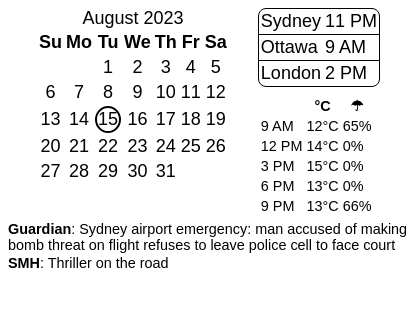 August 2023
Su Mo Tu We Th Fr Sa
1 2 3 4 5
6 7 8 9 10 11 12
13 14 15 16 17 18 19
20 21 22 23 24 25 26
27 28 29 30 31
Sydney 11 PM
Ottawa 9 AM
London 2 PM
°C ☂
9 AM 12°C 65%
12 PM 14°C 0%
3 PM 15°C 0%
6 PM 13°C 0%
9 PM 13°C 66%
Guardian: Sydney airport emergency: man accused of making
bomb threat on flight refuses to leave police cell to face court
SMH: Thriller on the road